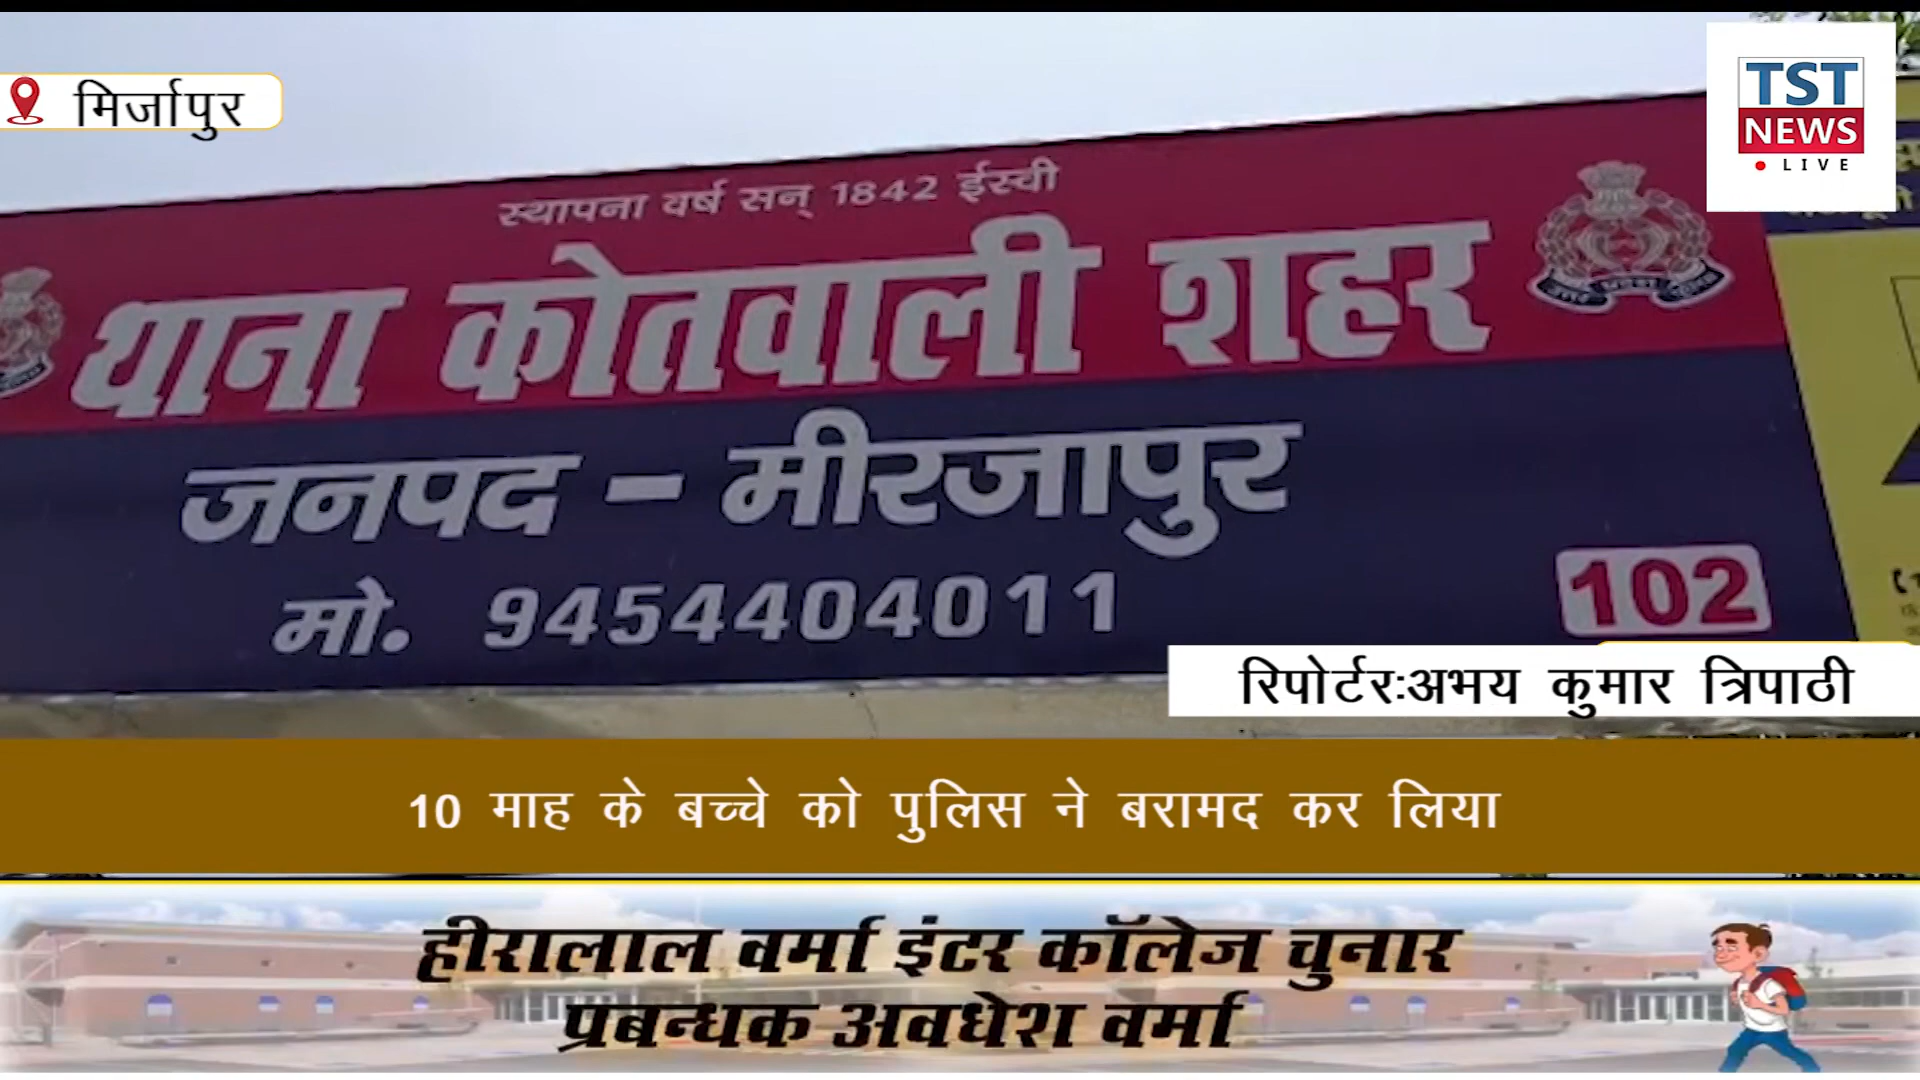 मिर्जापुर
TST
NEWS
LIVE
स्थापना वर्ष सन् 1842 ईस्वी
थाना कोतवाली शहर
जनपद - मीरजापुर
मो. 9454404011
102
रिपोर्टरःअभय कुमार त्रिपाठी
10 माह के बच्चे को पुलिस ने बरामद कर लिया
हीरालाल वर्मा इंटर कॉलेज चुनार
प्रबन्धक अवधेश वर्मा